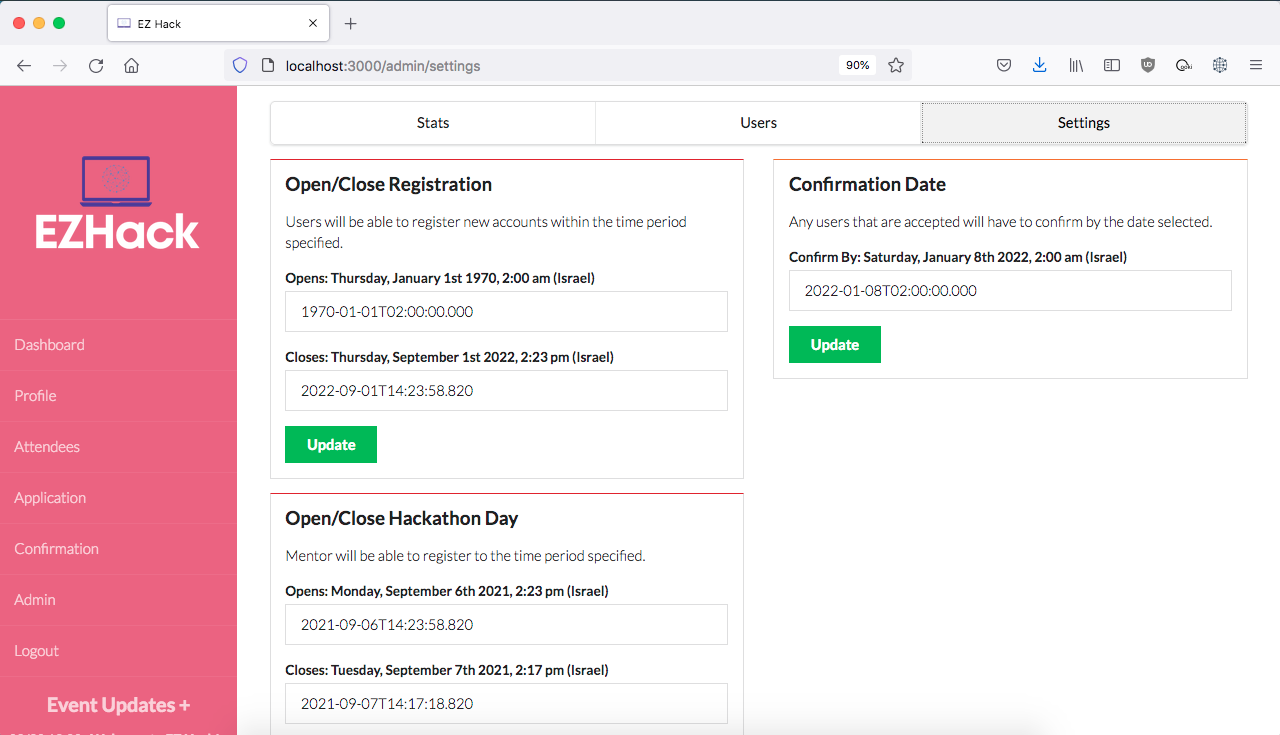 EZ Hack
localhost:3000/admin/settings
90%
EZHack
Dashboard
Profile
Attendees
Application
Confirmation
Admin
Logout
Event Updates +
Stats
Users
Settings
Open/Close Registration
Users will be able to register new accounts within the time period
specified.
Opens: Thursday, January 1st 1970, 2:00 am (Israel)
1970-01-01T02:00:00.000
Closes: Thursday, September 1st 2022, 2:23 pm (Israel)
2022-09-01T14:23:58.820
Update
Confirmation Date
Any users that are accepted will have to confirm by the date selected.
Confirm By: Saturday, January 8th 2022, 2:00 am (Israel)
2022-01-08T02:00:00.000
Update
Open/Close Hackathon Day
Mentor will be able to register to the time period specified.
Opens: Monday, September 6th 2021, 2:23 pm (Israel)
2021-09-06T14:23:58.820
Closes: Tuesday, September 7th 2021, 2:17 pm (Israel)
2021-09-07T14:17:18.820